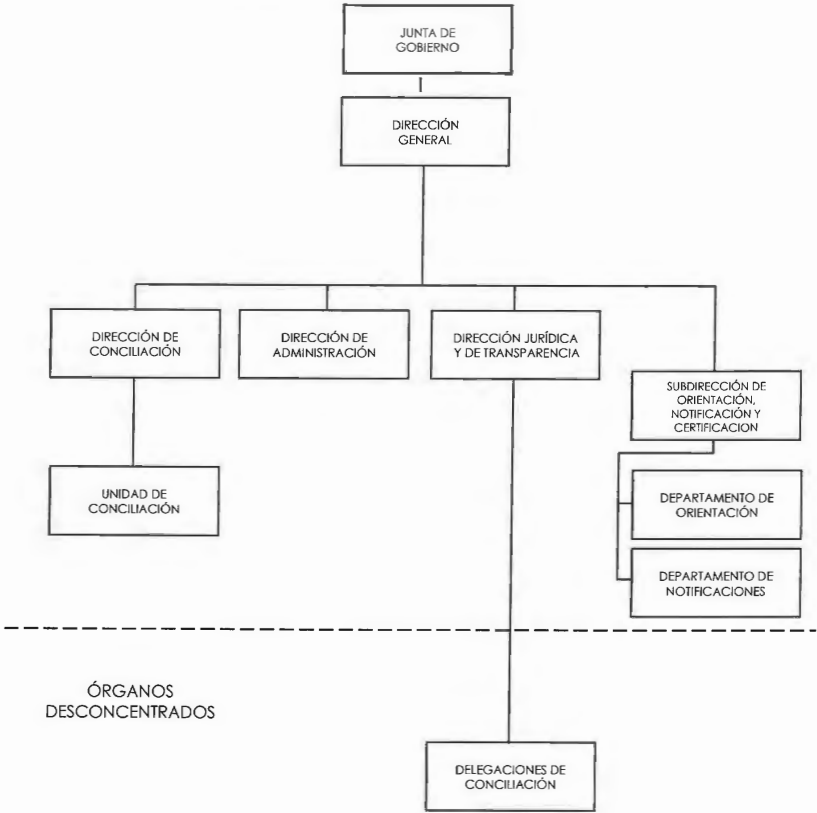 JUNTA DE
GOBIERNO
DIRECCIÓN
GENERAL
DIRECCIÓN DE
CONCILIACIÓN
DIRECCIÓN DE
ADMINISTRACIÓN
DIRECCIÓN JURÍDICA
Y DE TRANSPARENCIA
SUBDIRECCIÓN DE
ORIENTACIÓN,
NOTIFICACIÓN Y
CERTIFICACION
UNIDAD DE
CONCILIACIÓN
DEPARTAMENTO DE
ORIENTACIÓN
DEPARTAMENTO DE
NOTIFICACIONES
ÓRGANOS
DESCONCENTRADOS
DELEGACIONES DE
CONCILIACIÓN